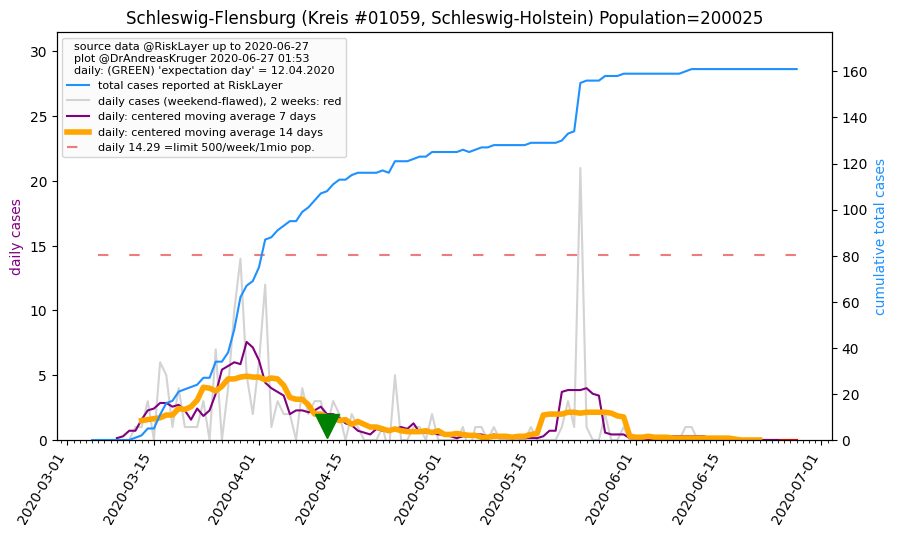 Schleswig-Flensburg (Kreis #01059, Schleswig-Holstein) Population=200025
source data @RiskLayer up to 2020-06-27
plot @DrAndreasKruger 2020-06-27 01:53
daily: (GREEN) 'expectation day' = 12.04.2020
total cases reported at RiskLayer
daily cases (weekend-flawed), 2 weeks: red
daily: centered moving average 7 days
daily: centered moving average 14 days
daily 14.29 =limit 500/week/1mio pop.
daily cases
30
25
20
15
10
5
0
cumulative total cases
160
140
120
100
80
60
40
20
0
2020-03-01
2020-03-15
2020-04-01
2020-04-15
2020-05-01
2020-05-15
2020-06-01
2020-06-15
2020-07-01